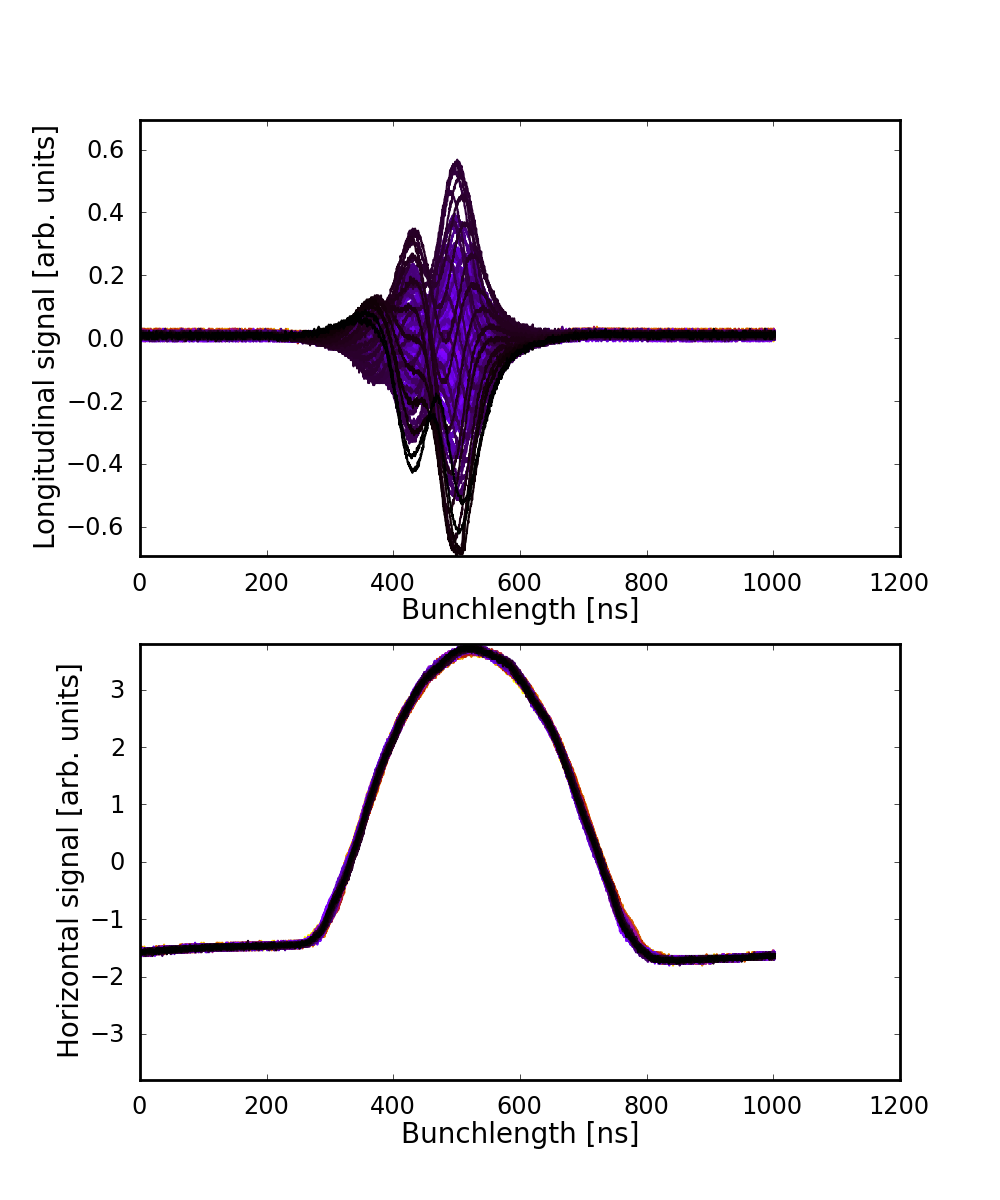 Longitudinal signal [arb. units]
0.6
0.4
0.2
0.0
−0.2
−0.4
−0.6
0 200 400 600 800 1000 1200
Bunchlength [ns]
Horizontal signal [arb. units]
3
2
1
0
−1
−2
−3
0 200 400 600 800 1000 1200
Bunchlength [ns]